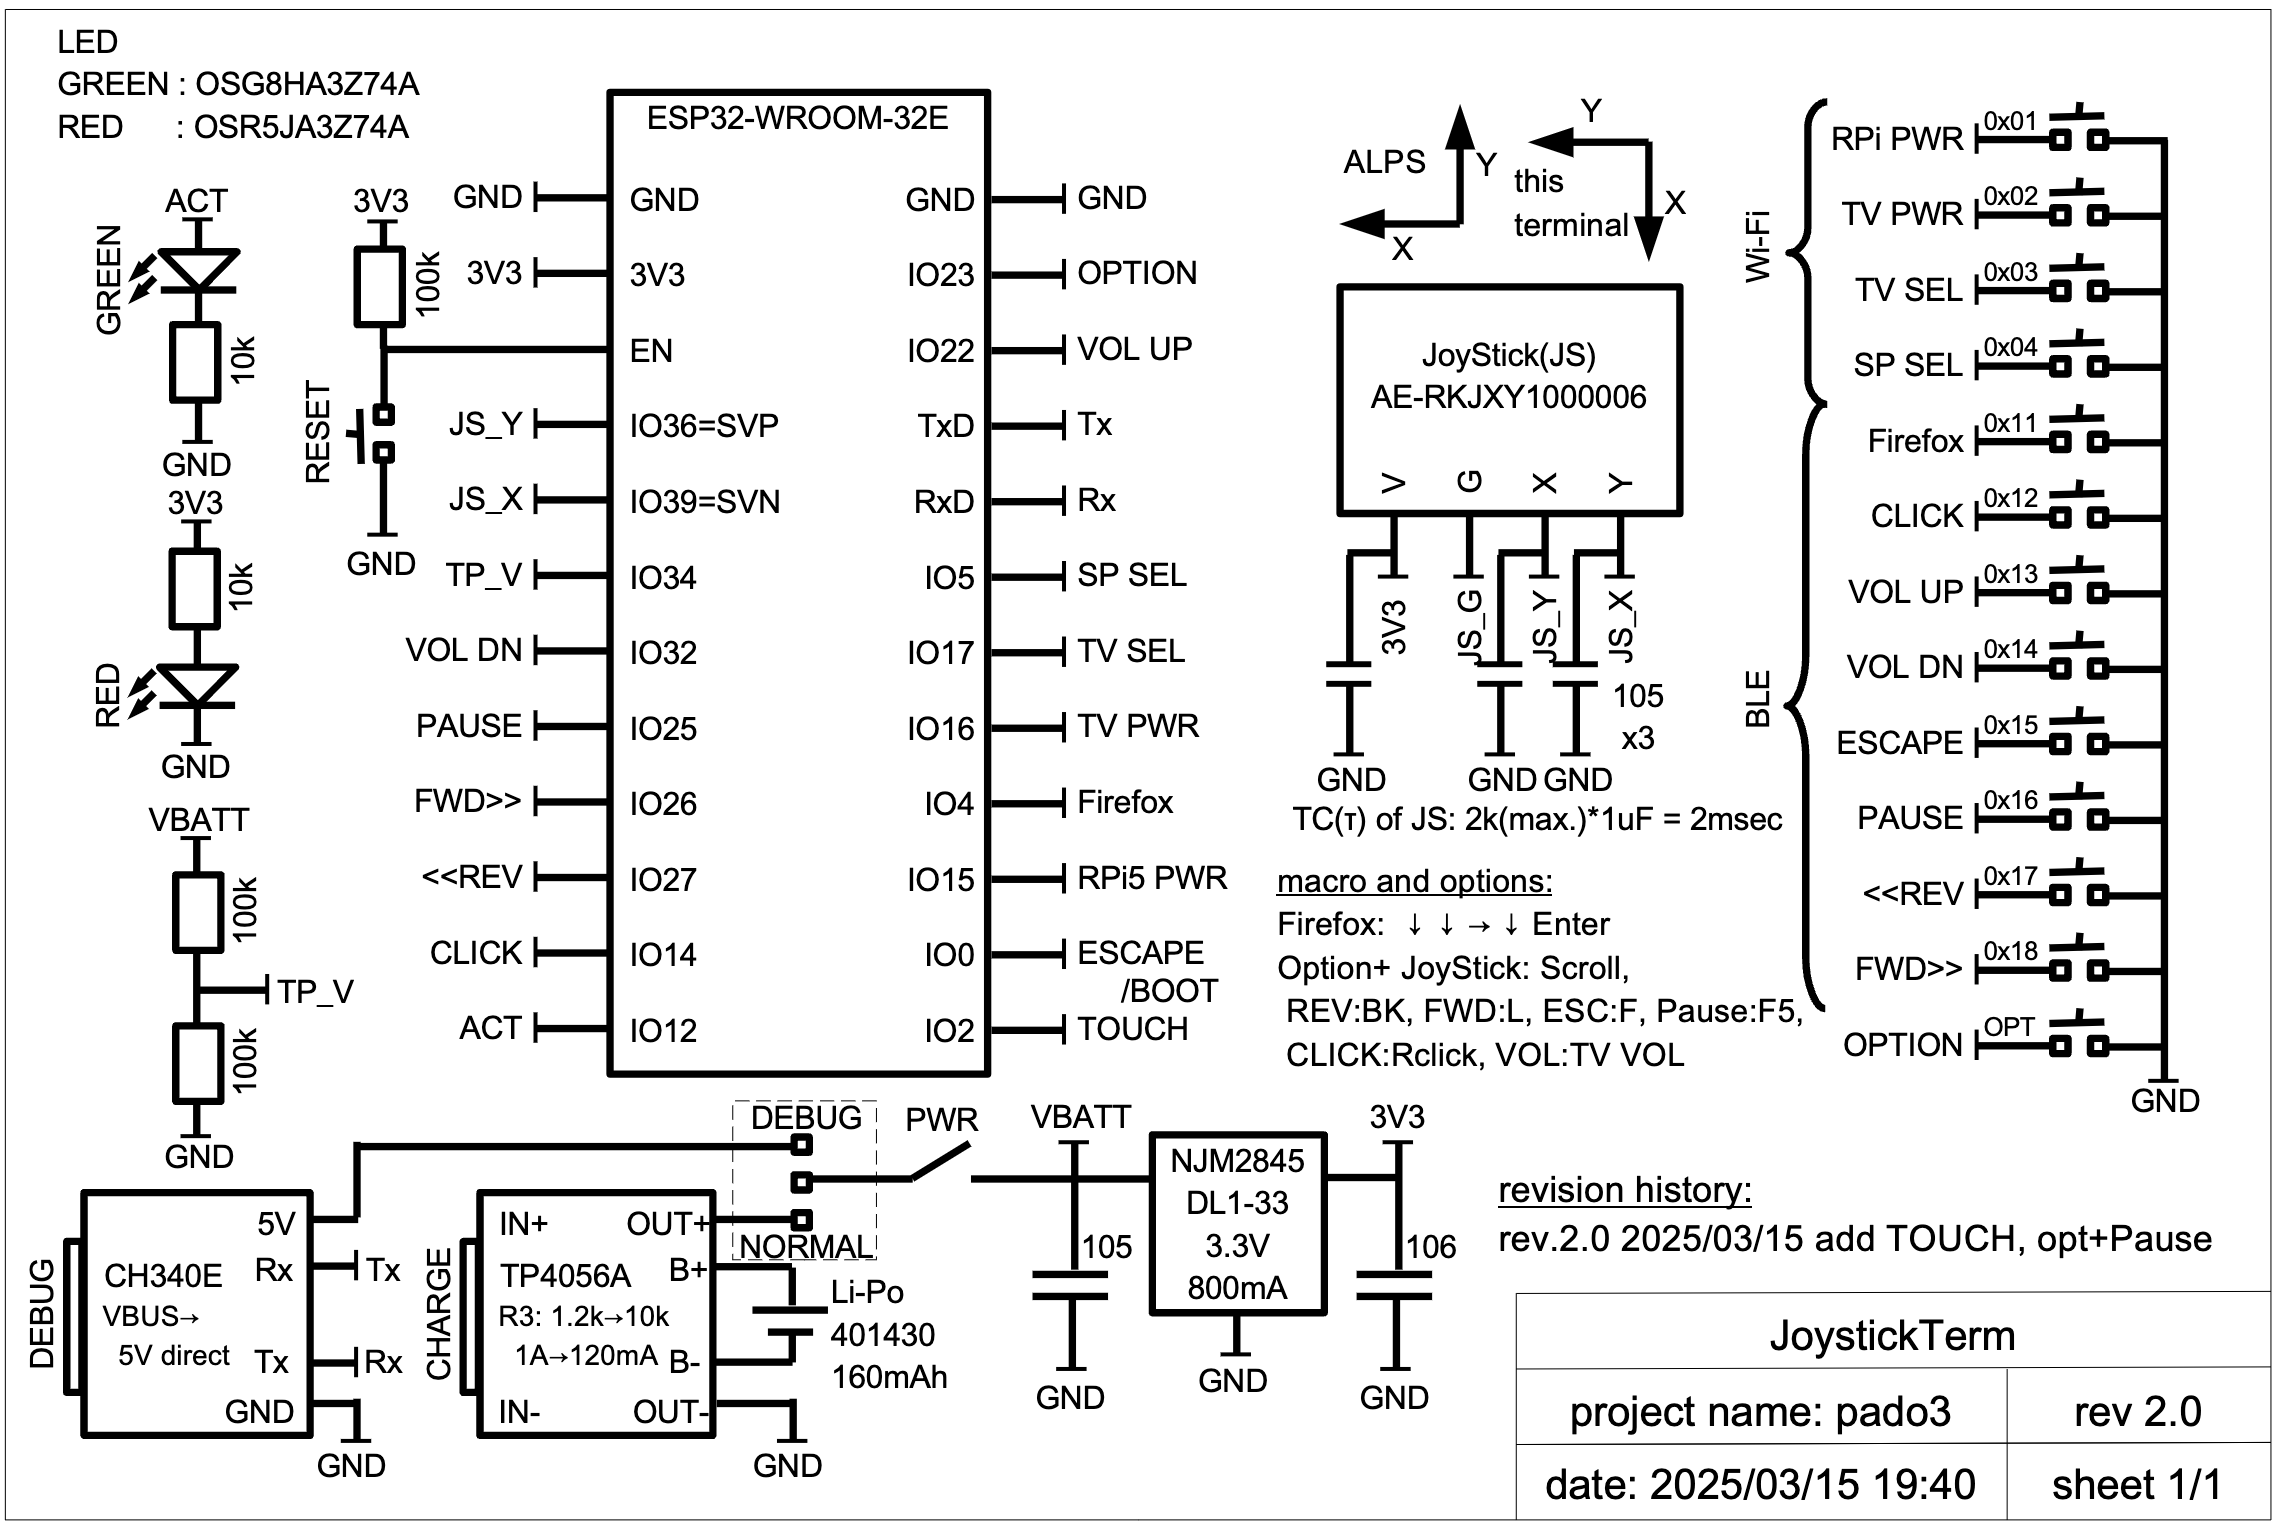 LED
GREEN : OSG8HA3Z74A
RED : OSR5JA3Z74A
ACT
GREEN
10k
GND
3V3
10k
RED
GND
VBATT
100k
TP_V
100k
GND
3V3
100k
RESET
GND
ESP32-WROOM-32E
GND GND GND GND
3V3 3V3 IO23 OPTION
EN IO22 VOL UP
JS_Y IO36=SVP TxD Tx
JS_X IO39=SVN RxD Rx
TP_V IO34 IO5 SP SEL
VOL DN IO32 IO17 TV SEL
PAUSE IO25 IO16 TV PWR
FWD>> IO26 IO4 Firefox
<<REV IO27 IO15 RPi5 PWR
CLICK IO14 IO0 ESCAPE
/BOOT
ACT IO12 IO2 TOUCH
ALPS
Y
X
Y
this
terminal
X
JoyStick(JS)
AE-RKJXY1000006
V G X Y
3V3 JS_G JS_Y JS_X
105
x3
GND GND GND
TC(τ) of JS: 2k(max.)*1uF = 2msec
macro and options:
Firefox: ↓ ↓ → ↓ Enter
Option+ JoyStick: Scroll,
REV:BK, FWD:L, ESC:F, Pause:F5,
CLICK:Rclick, VOL:TV VOL
Wi-Fi
RPi PWR 0x01
TV PWR 0x02
TV SEL 0x03
SP SEL 0x04
BLE
Firefox 0x11
CLICK 0x12
VOL UP 0x13
VOL DN 0x14
ESCAPE 0x15
PAUSE 0x16
<<REV 0x17
FWD>> 0x18
OPTION OPT
GND
DEBUG
CH340E
VBUS→
5V direct
5V
Rx Tx
Tx Rx
GND
GND
CHARGE
IN+ OUT+
TP4056A B+
R3: 1.2k→10k
1A→120mA B-
IN- OUT-
GND
Li-Po
401430
160mAh
DEBUG
NORMAL
PWR
VBATT
105
GND
NJM2845
DL1-33
3.3V
800mA
GND
3V3
106
GND
revision history:
rev.2.0 2025/03/15 add TOUCH, opt+Pause
JoystickTerm
project name: pado3 rev 2.0
date: 2025/03/15 19:40 sheet 1/1